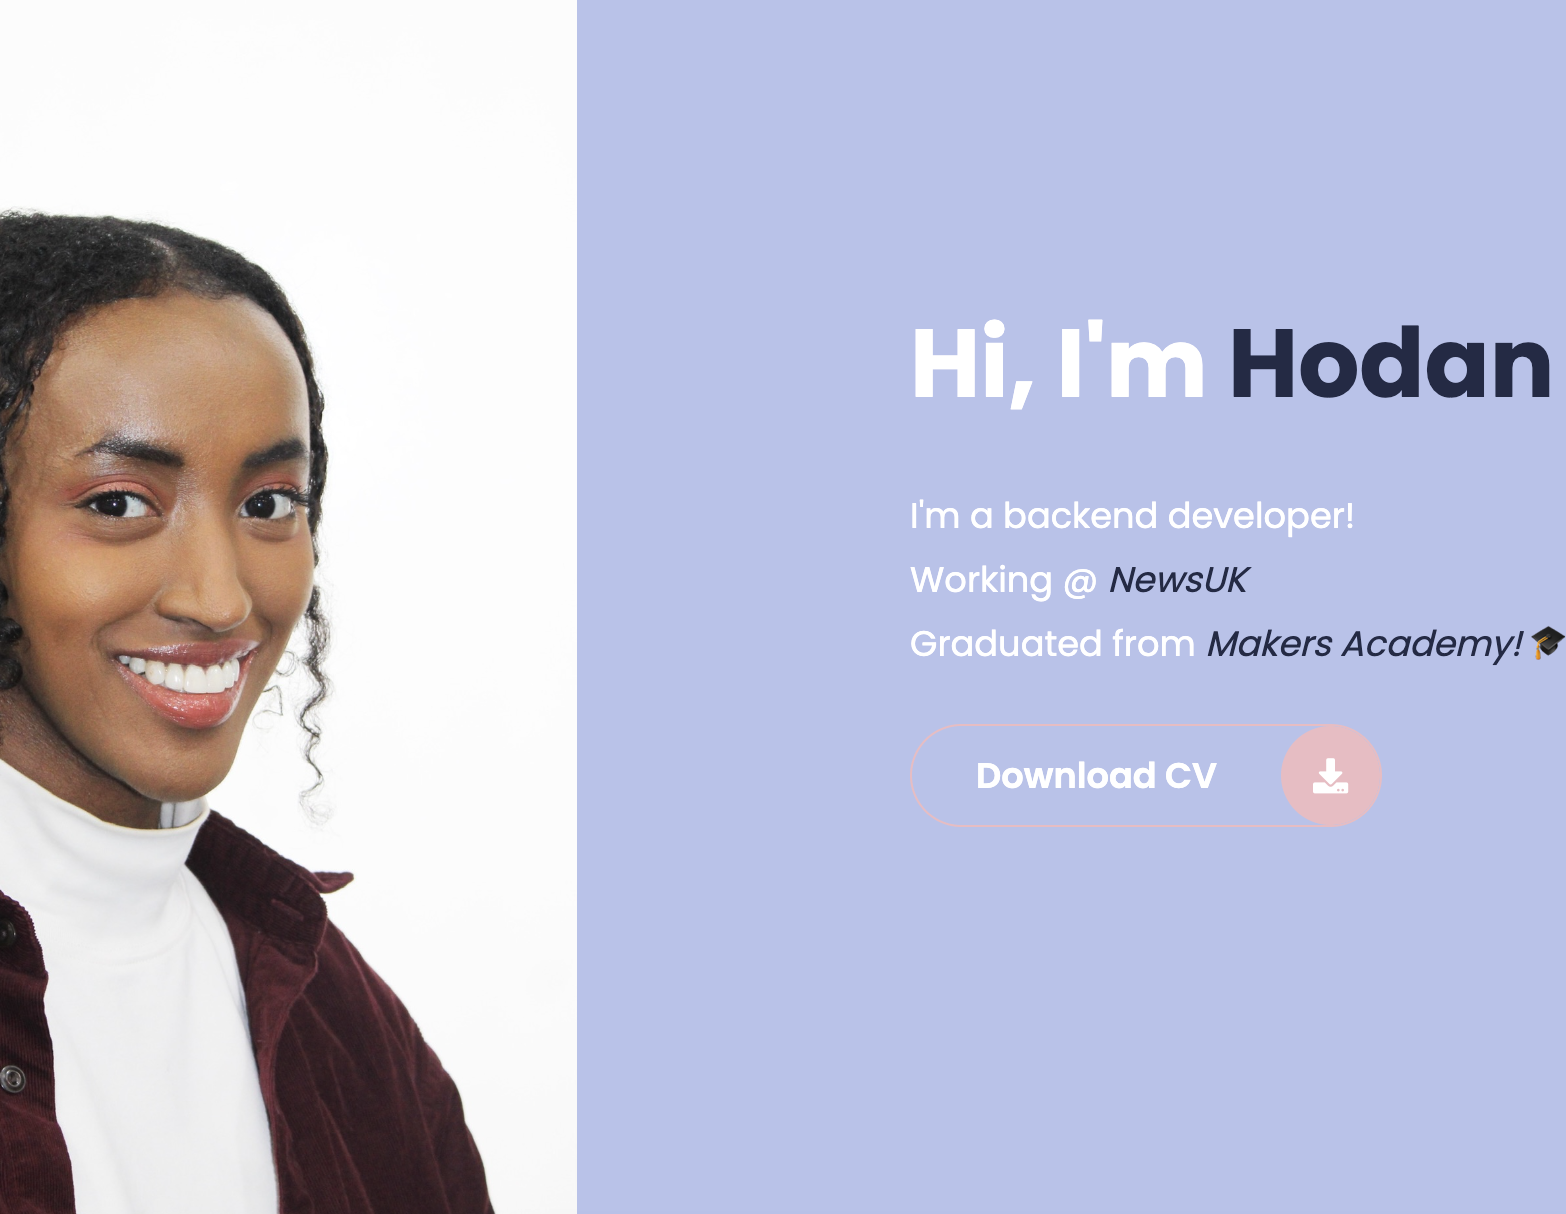 Hi, I'm Hodan
I'm a backend developer!
Working @ NewsUK
Graduated from Makers Academy! 🎓
Download CV